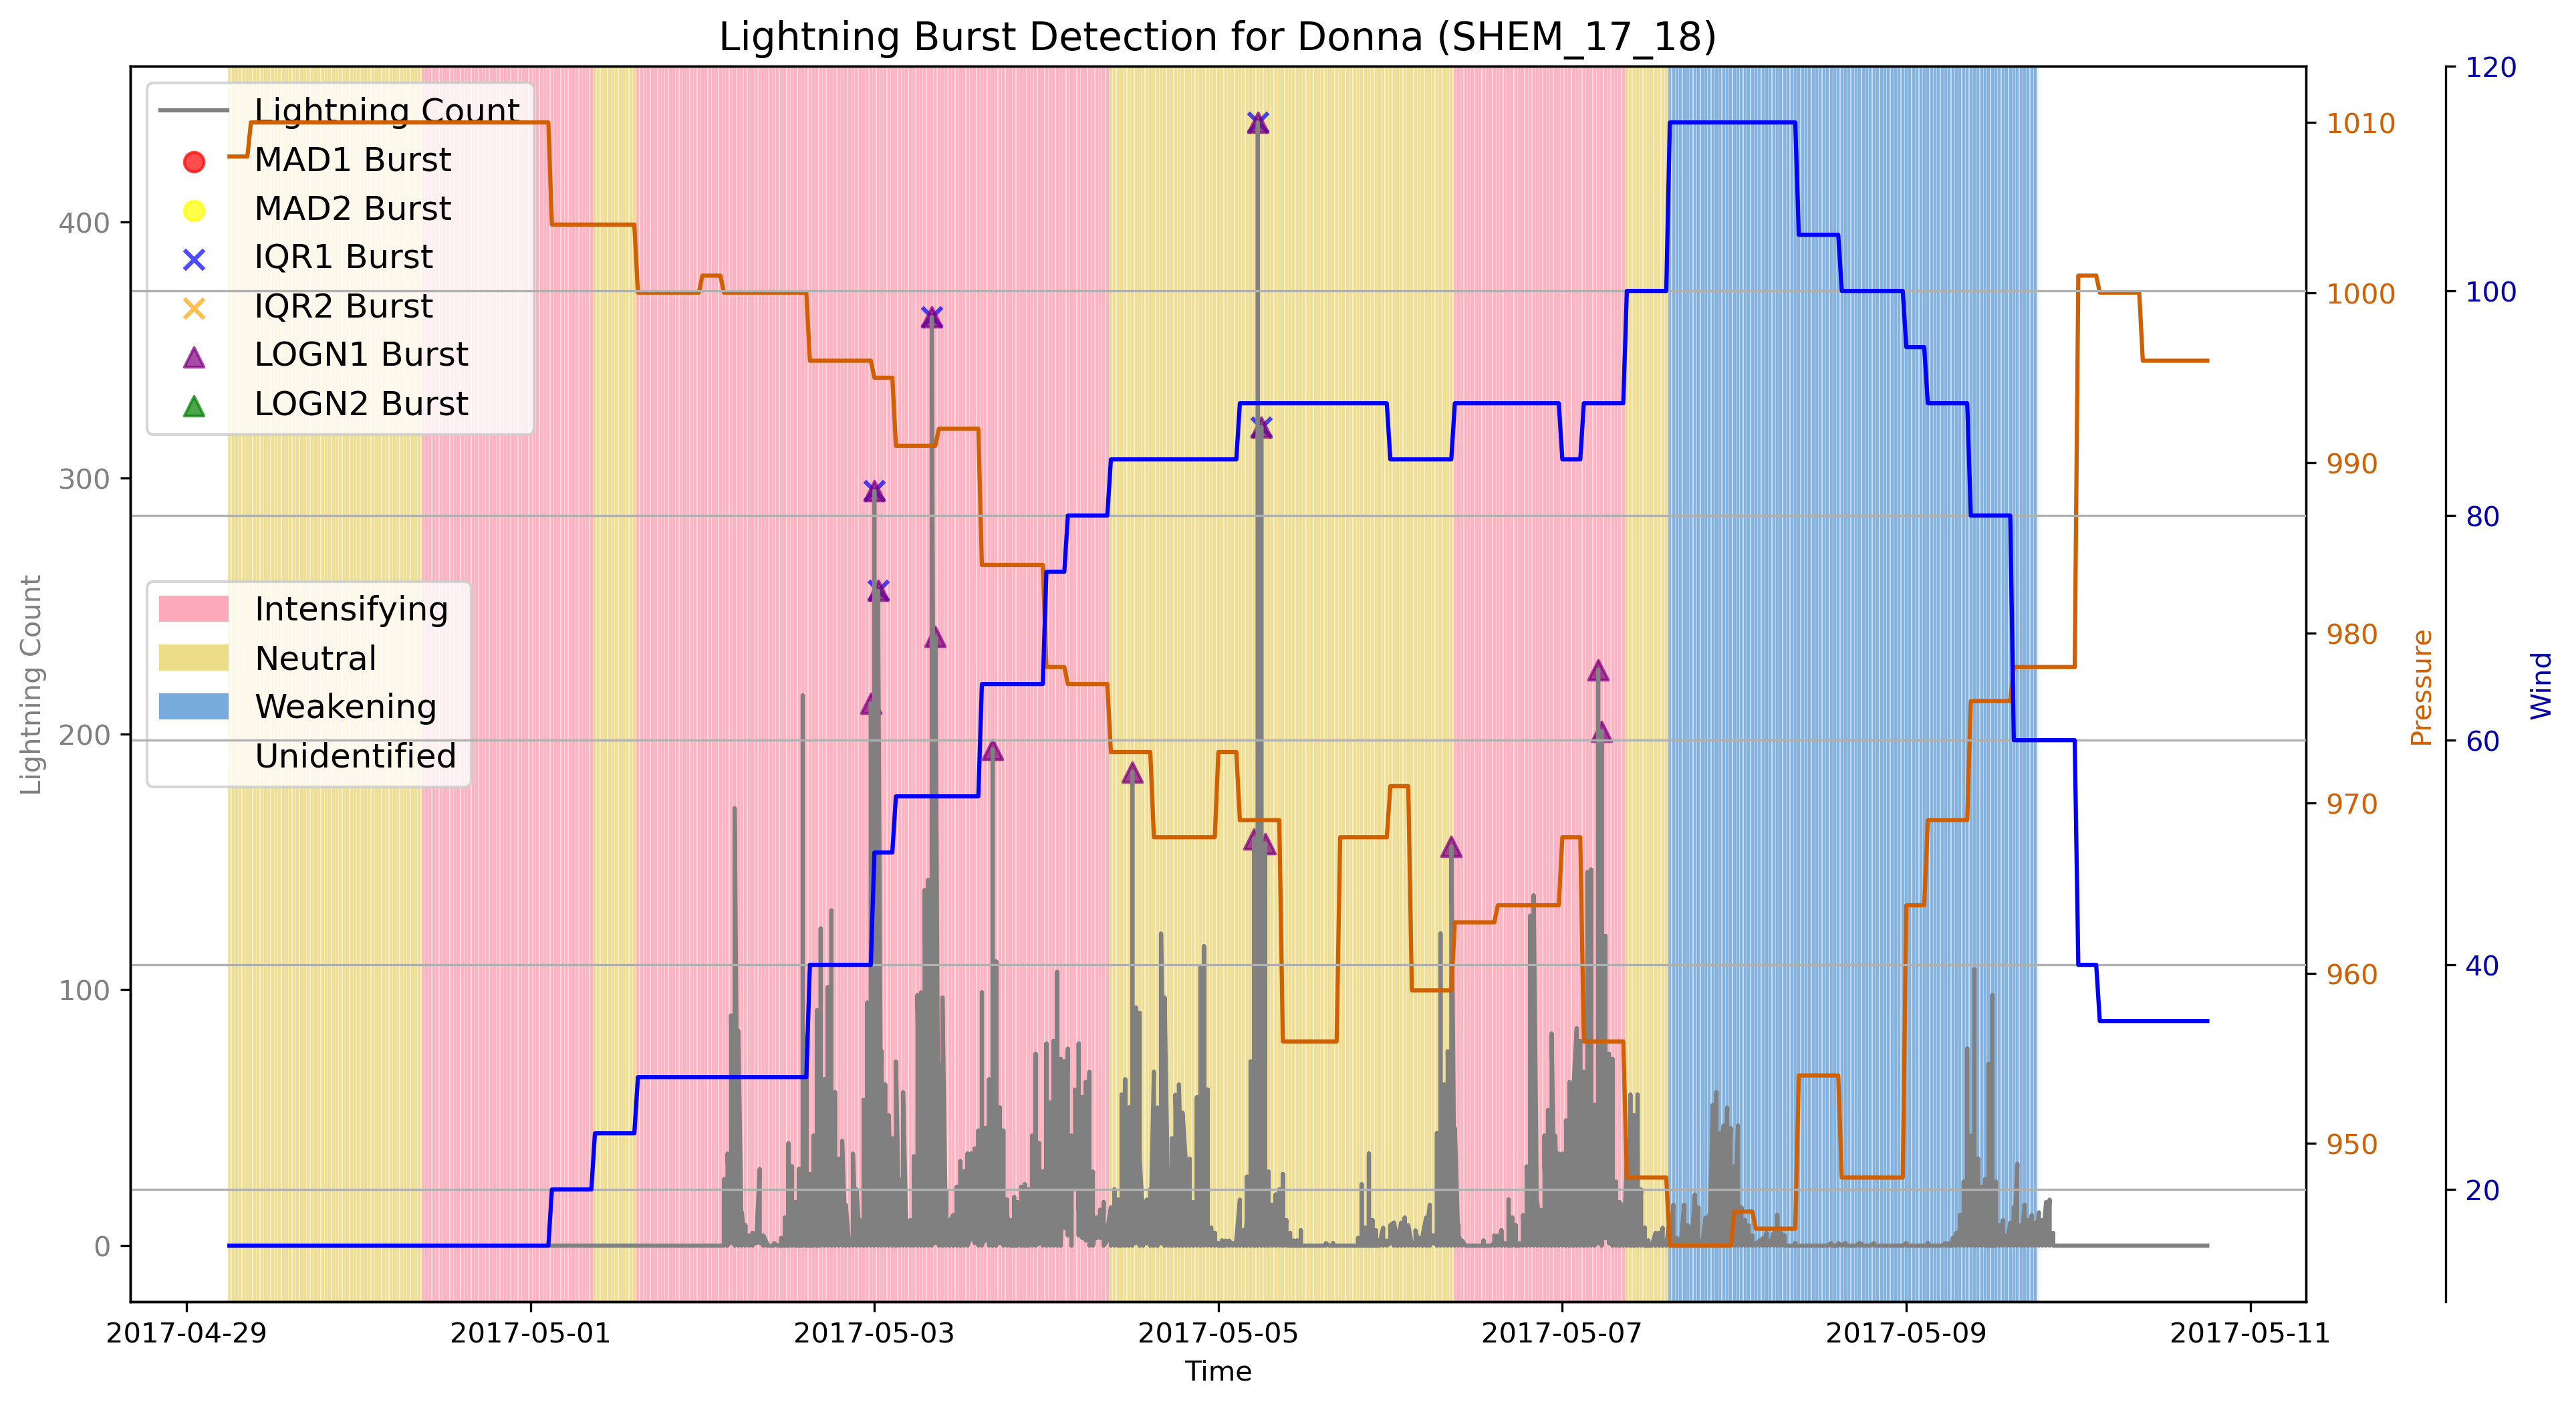 Lightning Burst Detection for Donna (SHEM_17_18)
Lightning Count
MAD1 Burst
MAD2 Burst
IQR1 Burst
IQR2 Burst
LOGN1 Burst
LOGN2 Burst
Intensifying
Neutral
Weakening
Unidentified
Lightning Count
400
300
200
100
0
1010
1000
990
980
970
960
950
Pressure
120
100
80
60
40
20
Wind
2017-04-29
2017-05-01
2017-05-03
2017-05-05
2017-05-07
2017-05-09
2017-05-11
Time